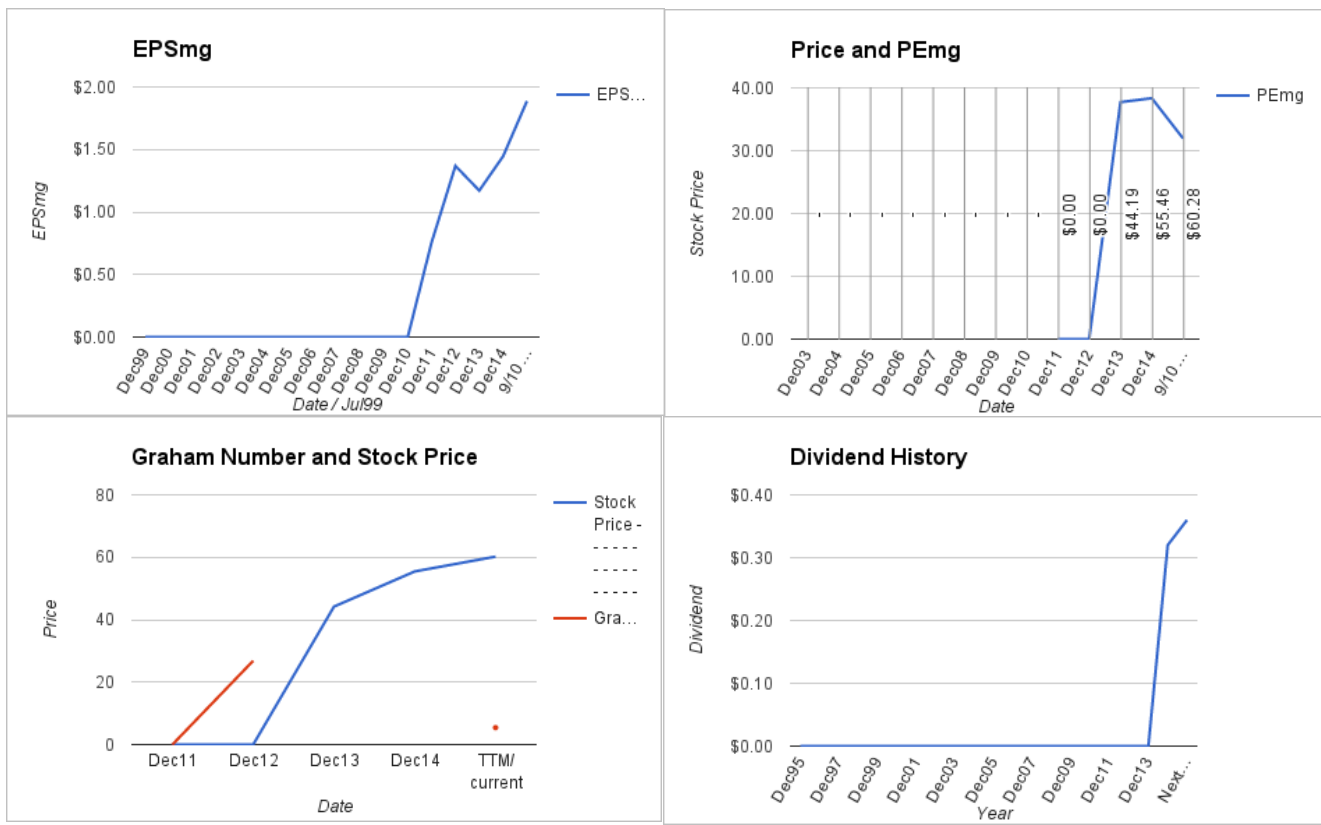 EPSmg
$2.00
$1.50
$1.00
$0.50
$0.00
EPSmg
EPS...
Dec99
Dec00
Dec01
Dec02
Dec03
Dec04
Dec05
Dec06
Dec07
Dec08
Dec09
Dec10
Dec11
Dec12
Dec13
Dec14
9/10...
Date / Jul99
Price and PEmg
40.00
30.00
20.00
10.00
0.00
Stock Price
PEmg
-
-
-
-
-
-
-
-
$0.00
$0.00
$44.19
$55.46
$60.28
Dec03
Dec04
Dec05
Dec06
Dec07
Dec08
Dec09
Dec10
Dec11
Dec12
Dec13
Dec14
9/10...
Date
Graham Number and Stock Price
80
60
40
20
0
Price
Stock
Price -
- - - - -
- - - - -
- - - - -
Gra...
Dec11
Dec12
Dec13
Dec14
TTM/
current
Date
Dividend History
$0.40
$0.30
$0.20
$0.10
$0.00
Dividend
Dec95
Dec97
Dec99
Dec01
Dec03
Dec05
Dec07
Dec09
Dec11
Dec13
Next...
Year